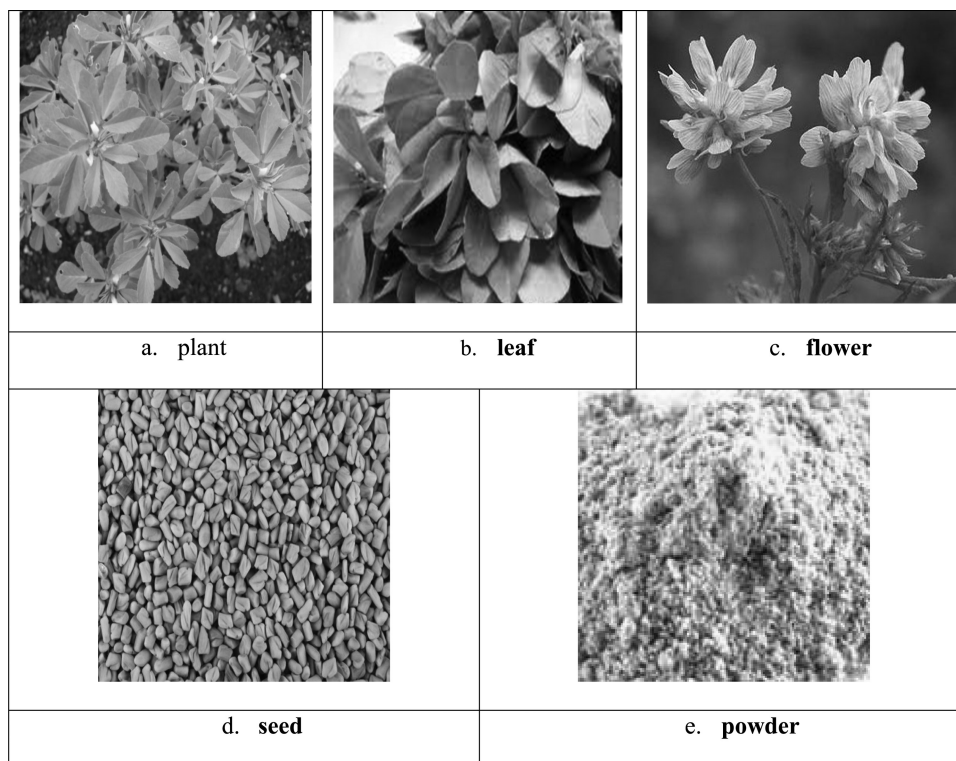 a. plant
b. leaf
c. flower
d. seed
e. powder